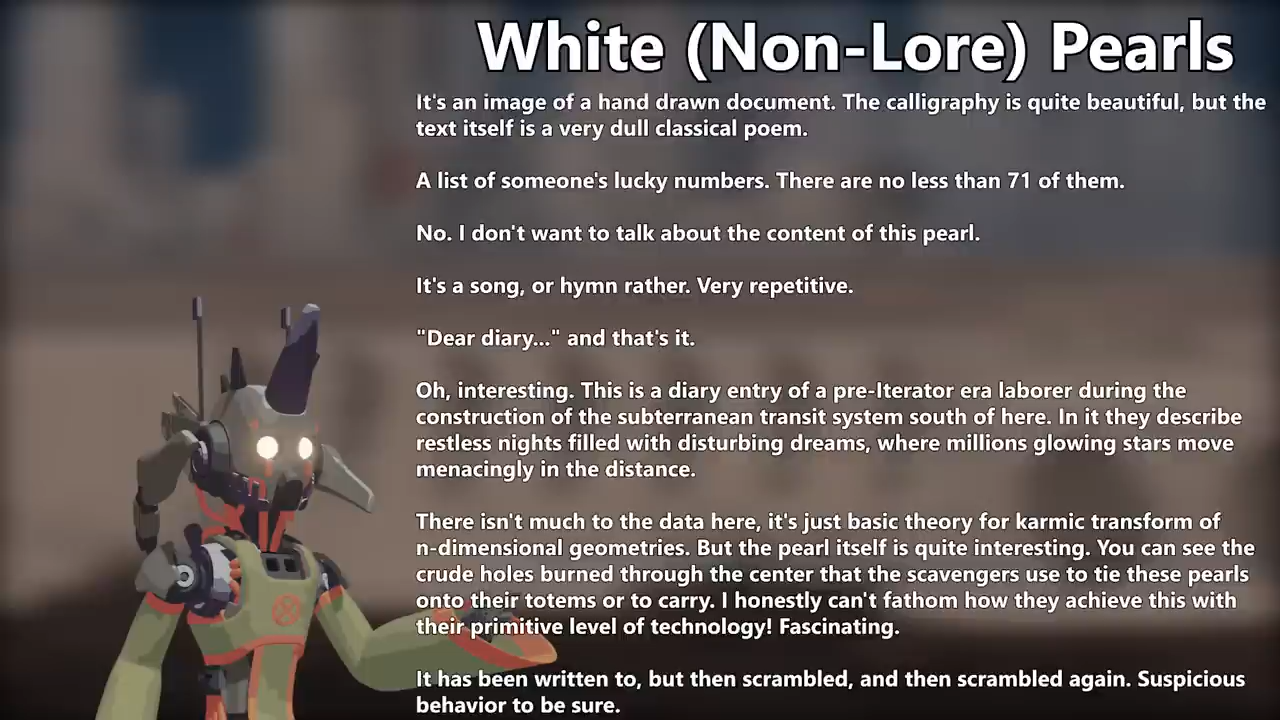 White (Non-Lore) Pearls
It's an image of a hand drawn document. The calligraphy is quite beautiful, but the
text itself is a very dull classical poem.
A list of someone's lucky numbers. There are no less than 71 of them.
No. I don't want to talk about the content of this pearl.
It's a song, or hymn rather. Very repetitive.
"Dear diary..." and that's it.
Oh, interesting. This is a diary entry of a pre-Iterator era laborer during the
construction of the subterranean transit system south of here. In it they describe
restless nights filled with disturbing dreams, where millions glowing stars move
menacingly in the distance.
There isn't much to the data here, it's just basic theory for karmic transform of
n-dimensional geometries. But the pearl itself is quite interesting. You can see the
crude holes burned through the center that the scavengers use to tie these pearls
onto their totems or to carry. I honestly can't fathom how they achieve this with
their primitive level of technology! Fascinating.
It has been written to, but then scrambled, and then scrambled again. Suspicious
behavior to be sure.